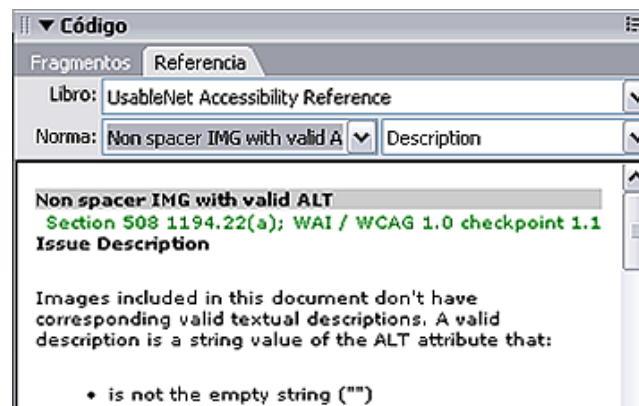 Código
Fragmentos Referencia
Libro: UsableNet Accessibility Reference
Norma: Non spacer IMG with valid A Description
Non spacer IMG with valid ALT
Section 508 1194.22(a); WAI / WCAG 1.0 checkpoint 1.1
Issue Description
Images included in this document don't have
corresponding valid textual descriptions. A valid
description is a string value of the ALT attribute that:
• is not the empty string ("")